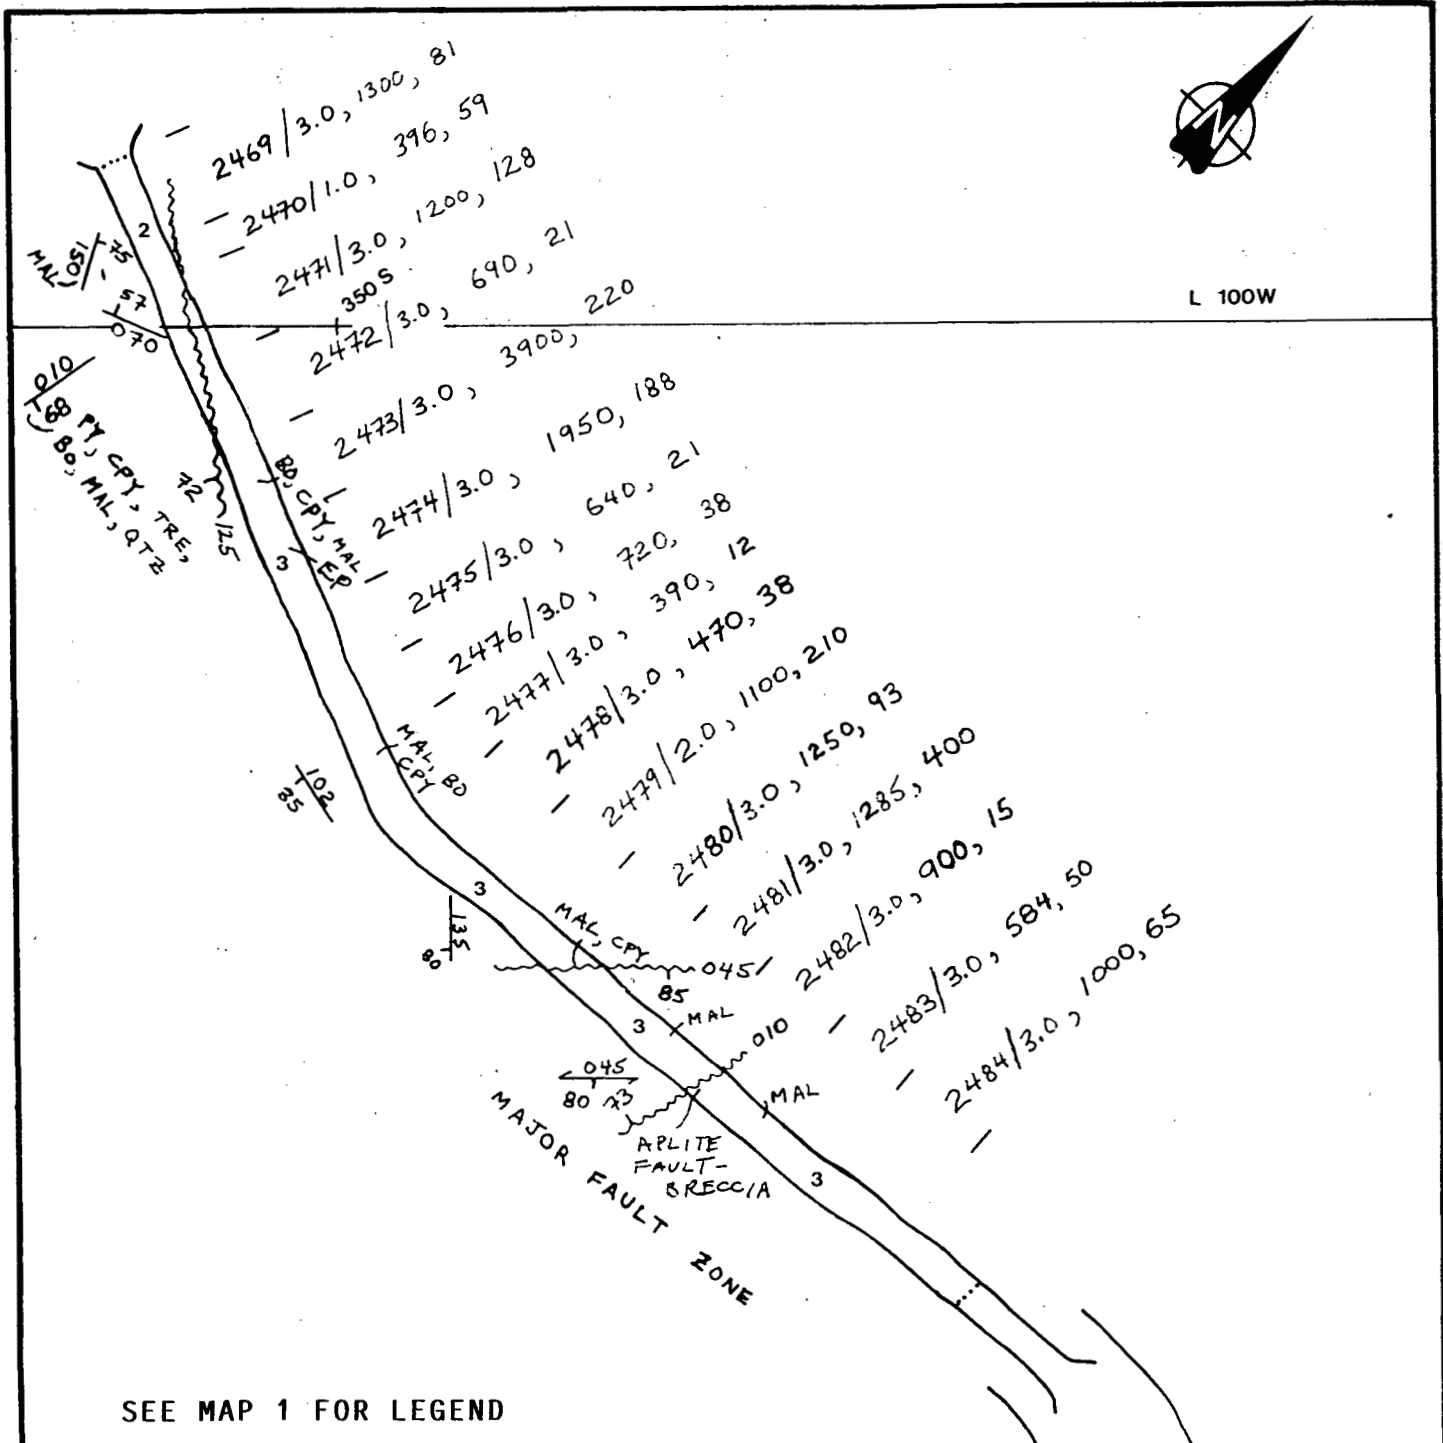 N
2469/3.0, 1300, 81
2470/1.0, 396, 59
2471/3.0, 1200, 128
350S
2472/3.0, 690, 21
2473/3.0, 3900, 220
2474/3.0, 1950, 188
2475/3.0, 640, 21
2476/3.0, 720, 38
2477/3.0, 390, 12
2478/3.0, 470, 38
2479/2.0, 1100, 210
2480/3.0, 1250, 93
2481/3.0, 1285, 400
2482/3.0, 900, 15
2483/3.0, 584, 50
2484/3.0, 1000, 65
L 100W
2
MAL
051
75
57
070
010
68
PY, CPY, TRE,
BO, MAL, QTZ
72
125
BO, CPY, MAL
EP
3
MAL, BO
CPY
102
85
3
135
80
MAL, CPY
045
85
3
MAL
010
045
80
73
MAL
APLITE
FAULT-
BRECCIA
3
MAJOR FAULT ZONE
SEE MAP 1 FOR LEGEND